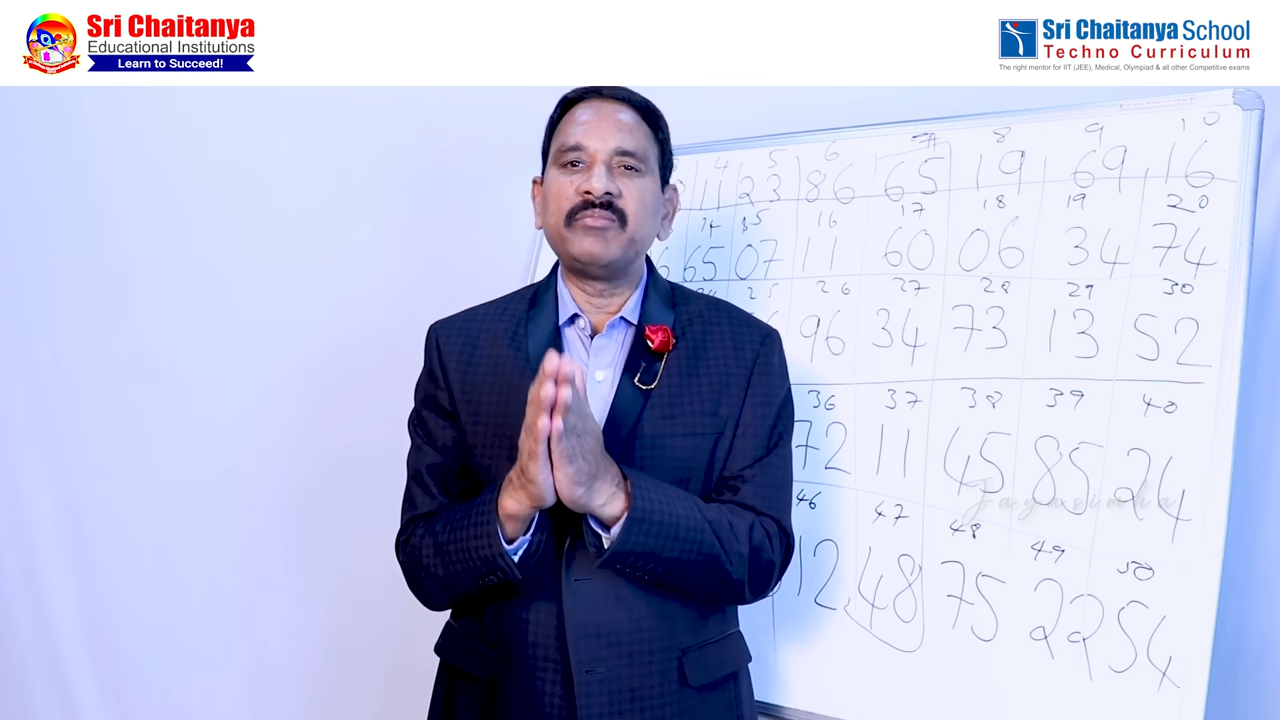 Sri Chaitanya
Educational Institutions
Learn to Succeed!
Sri Chaitanya School
Techno Curriculum
The right mentor for IIT (JEE), Medical, Olympiad & all other Competitive exams
4 5 6 7 8 9 10
11 23 86 65 19 69 16
14 15 16 17 18 19 20
65 07 11 60 06 34 74
25 26 27 28 29 30
96 34 73 13 52
36 37 38 39 40
72 11 45 85 24
Jayasimha
46 47 48 49 50
12 48 75 22 54